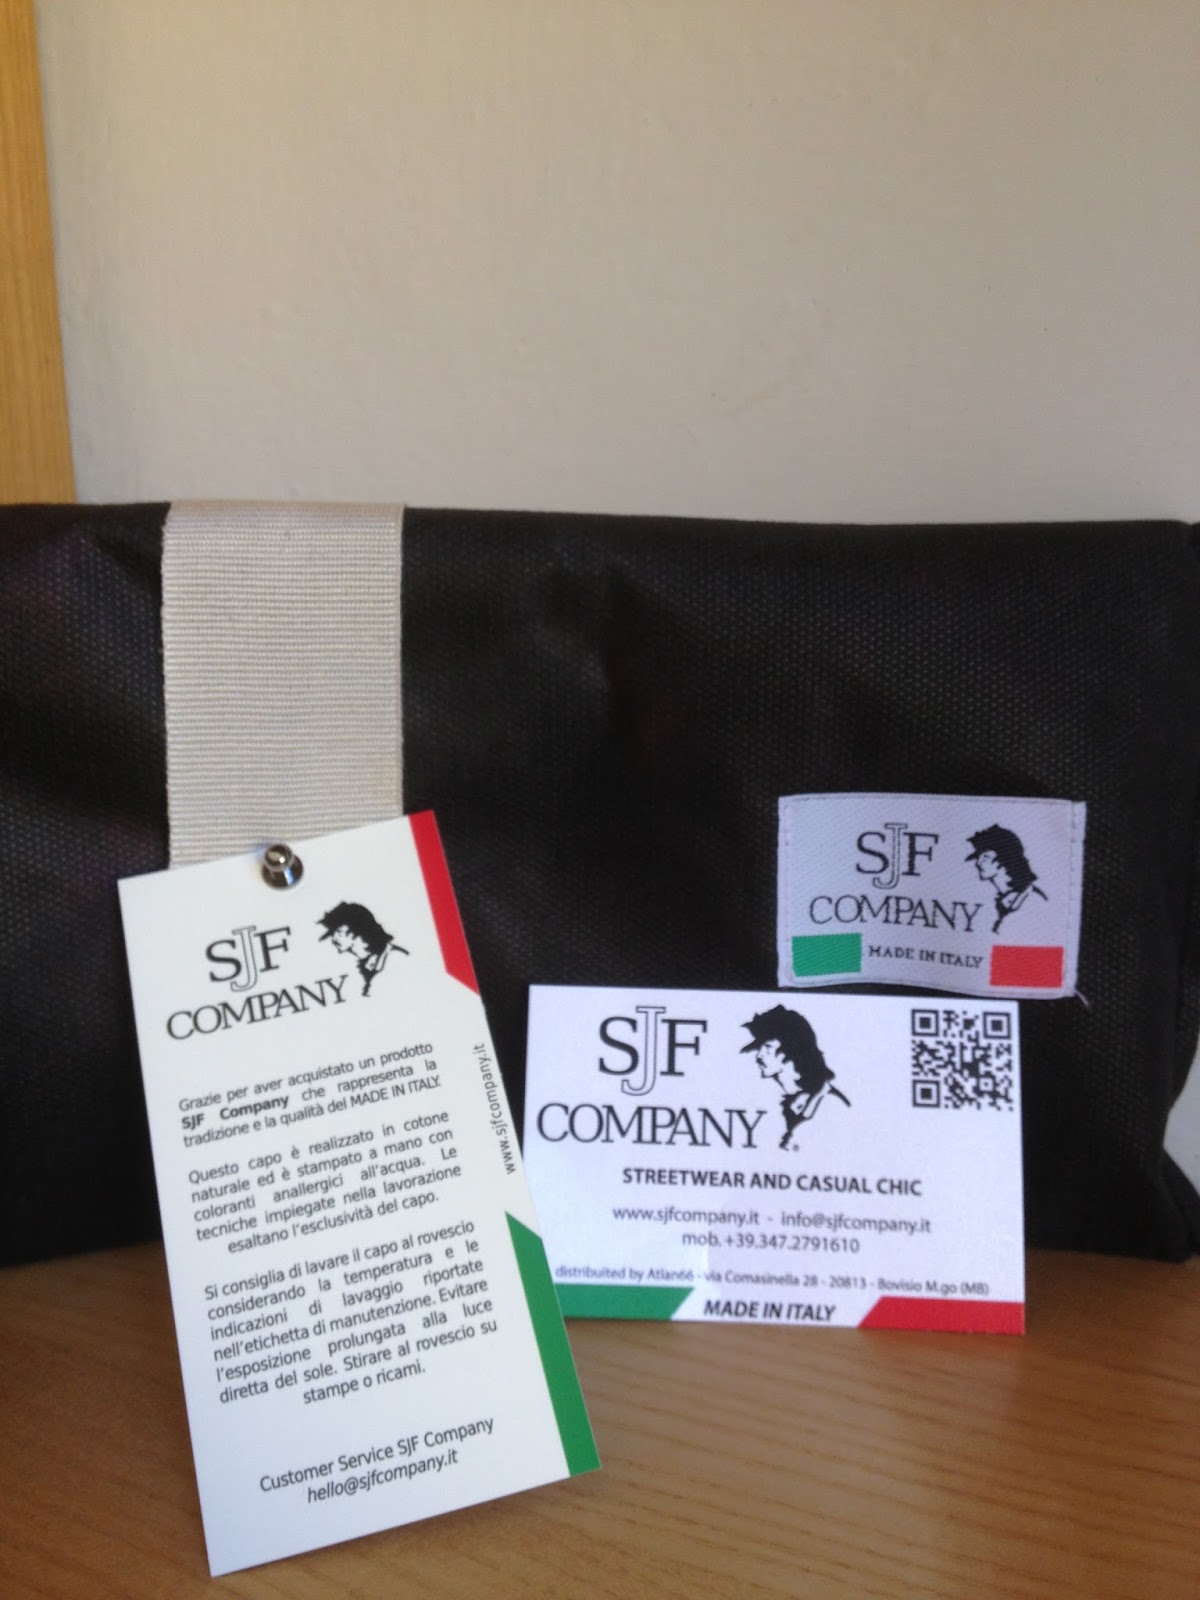 SJF
COMPANY
Grazie per aver acquistato un prodotto
SJF Company che rappresenta la
tradizione e la qualità del MADE IN ITALY.
Questo capo è realizzato in cotone
naturale ed è stampato a mano con
coloranti anallergici all'acqua. Le
tecniche impiegate nella lavorazione
esaltano l'esclusività del capo.
Si consiglia di lavare il capo al rovescio
considerando la temperatura e le
indicazioni di lavaggio riportate
nell'etichetta di manutenzione. Evitare
l'esposizione prolungata alla luce
diretta del sole. Stirare al rovescio su
stampe o ricami.
Customer Service SJF Company
hello@sjfcompany.it
www.sjfcompany.it
SJF
COMPANY
MADE IN ITALY
SJF
COMPANY
STREETWEAR AND CASUAL CHIC
www.sjfcompany.it - info@sjfcompany.it
mob. +39.347.2791610
distribuited by Atlan66 - via Comasinella 28 - 20813 - Bovisio M.go (MB)
MADE IN ITALY